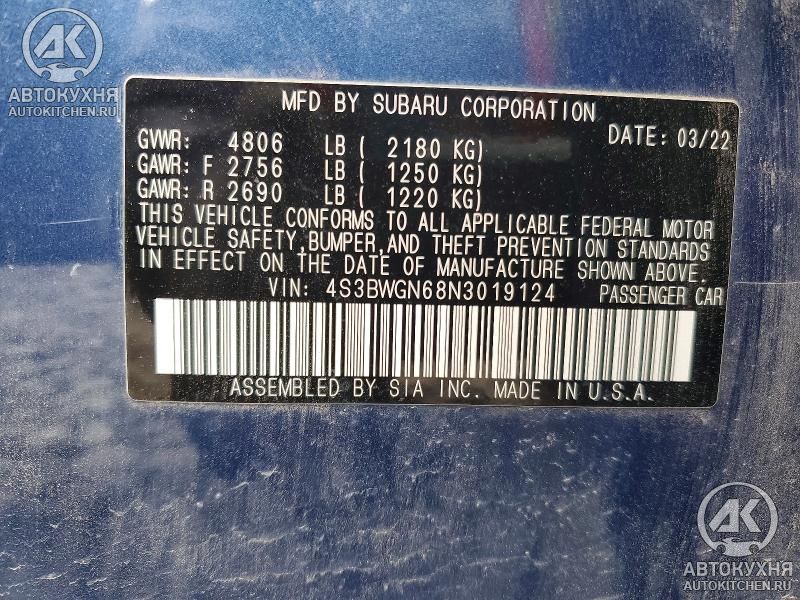 AK
АВТОКУХНЯ
AUTOKITCHEN.RU
MFD BY SUBARU CORPORATION
GVWR: 4806 LB ( 2180 KG) DATE: 03/22
GAWR: F 2756 LB ( 1250 KG)
GAWR: R 2690 LB ( 1220 KG)
THIS VEHICLE CONFORMS TO ALL APPLICABLE FEDERAL MOTOR
VEHICLE SAFETY,BUMPER,AND THEFT PREVENTION STANDARDS
IN EFFECT ON THE DATE OF MANUFACTURE SHOWN ABOVE.
VIN: 4S3BWGN68N3019124 PASSENGER CAR
ASSEMBLED BY SIA INC. MADE IN U.S.A.
AK
АВТОКУХНЯ
AUTOKITCHEN.RU